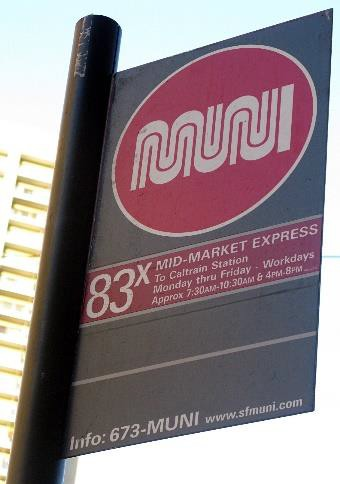 MUNI
83X MID-MARKET EXPRESS
To Caltrain Station
Monday thru Friday - Workdays
Approx 7:30AM-10:30AM & 4PM-8PM
Info: 673-MUNI www.sfmuni.com